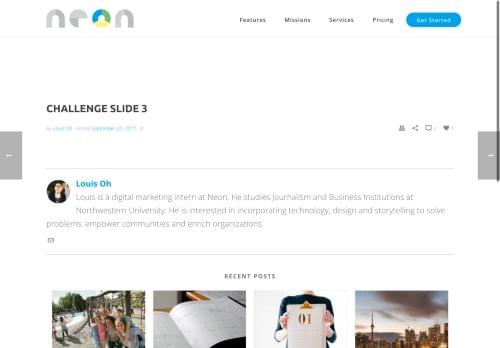 neon
Features Missions Services Pricing Get Started
CHALLENGE SLIDE 3
By Louis Oh Posted September 20, 2017 In
0 0
Louis Oh
Louis is a digital marketing intern at Neon. He studies Journalism and Business Institutions at
Northwestern University. He is interested in incorporating technology, design and storytelling to solve
problems, empower communities and enrich organizations.
RECENT POSTS
01